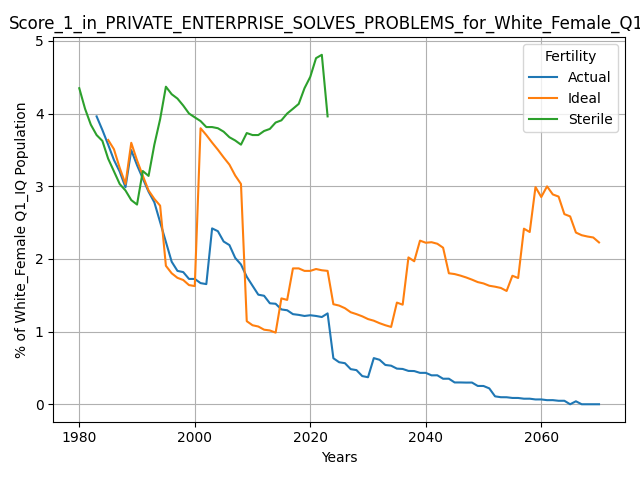 Score_1_in_PRIVATE_ENTERPRISE_SOLVES_PROBLEMS_for_White_Female_Q1
Fertility
Actual
Ideal
Sterile
% of White_Female Q1_IQ Population
5
4
3
2
1
0
1980 2000 2020 2040 2060
Years